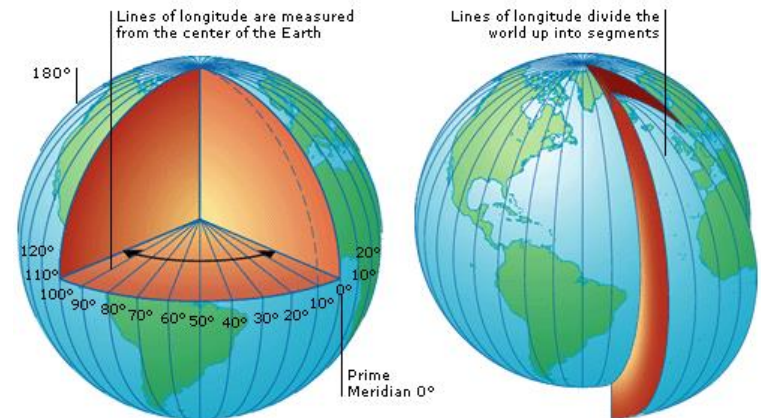 Lines of longitude are measured
from the center of the Earth
180°
120°
110°
100°
90°
80°
70°
60°
50°
40°
30°
20°
10°
0°
10°
20°
Prime
Meridian 0°
Lines of longitude divide the
world up into segments